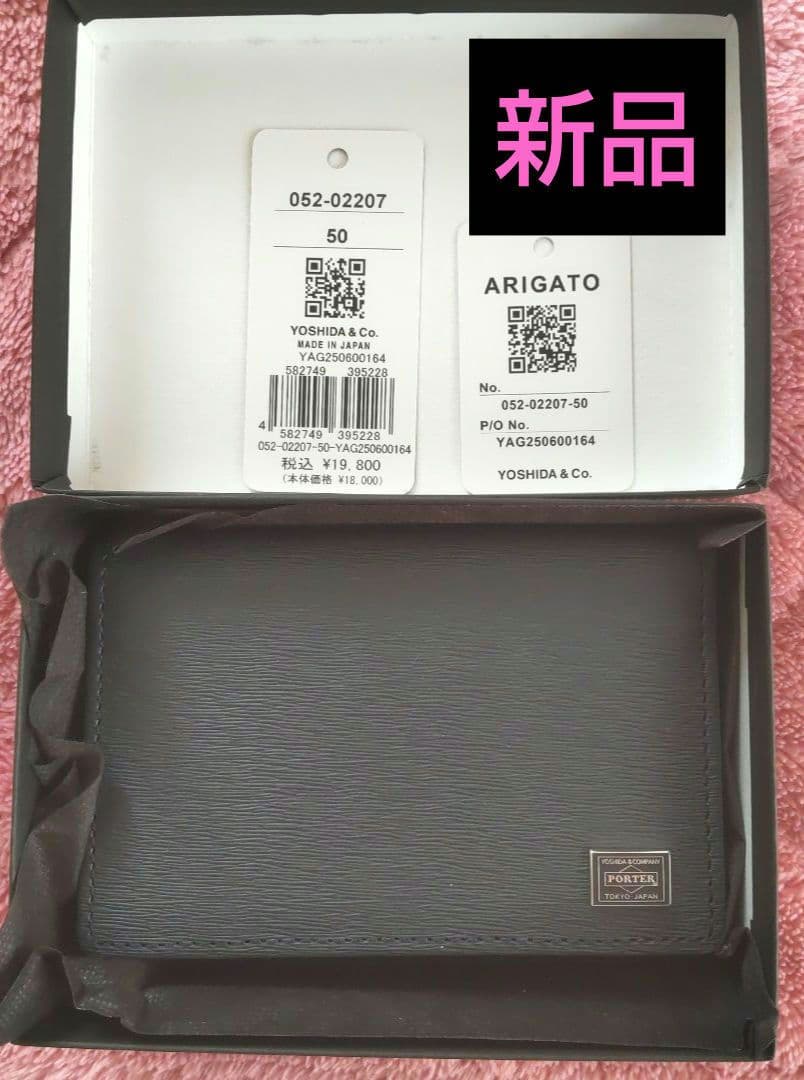 新品
052-02207
50
YOSHIDA & Co.
MADE IN JAPAN
YAG250600164
582749 395228
4 582749 395228
052-02207-50-YAG250600164
税込 ¥19,800
(本体価格 ¥18,000)
ARIGATO
No.
052-02207-50
P/O No.
YAG250600164
YOSHIDA & Co.
YOSHIDA & COMPANY
PORTER
TOKYO JAPAN